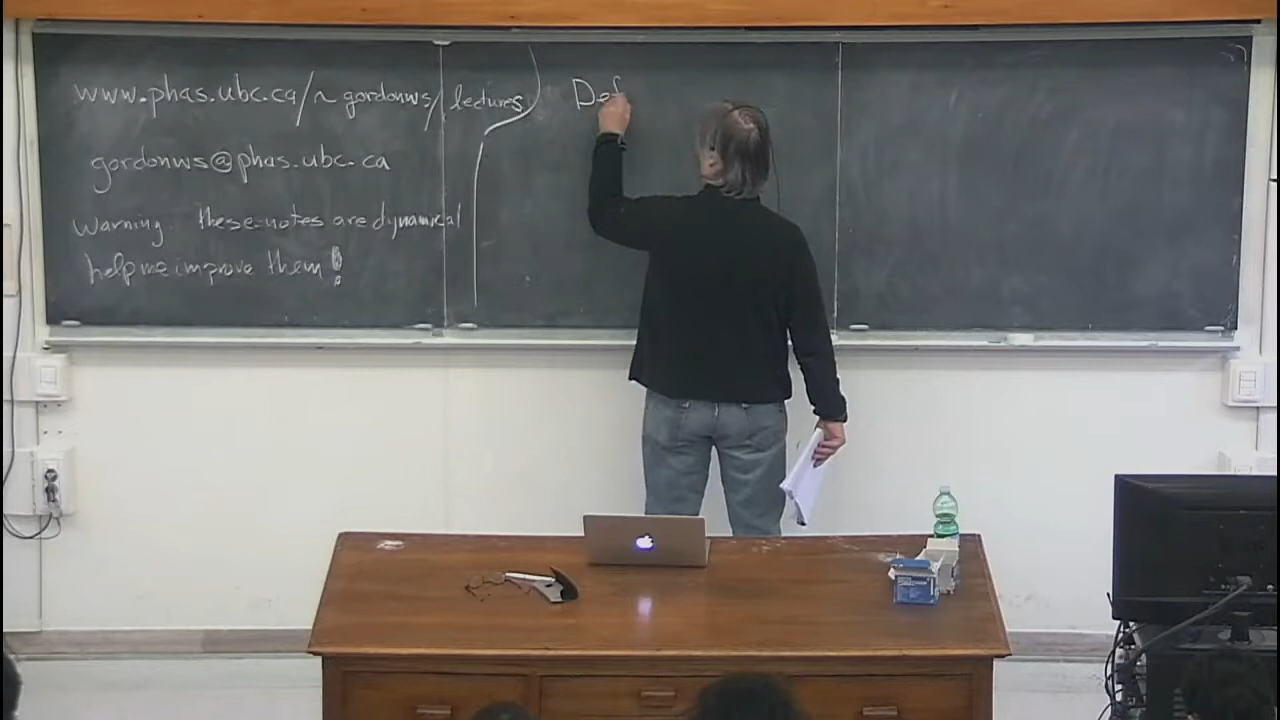 www.phas.ubc.ca/~gordonws/lectures
gordonws@phas.ubc.ca
Warning these notes are dynamical
help me improve them!
Def